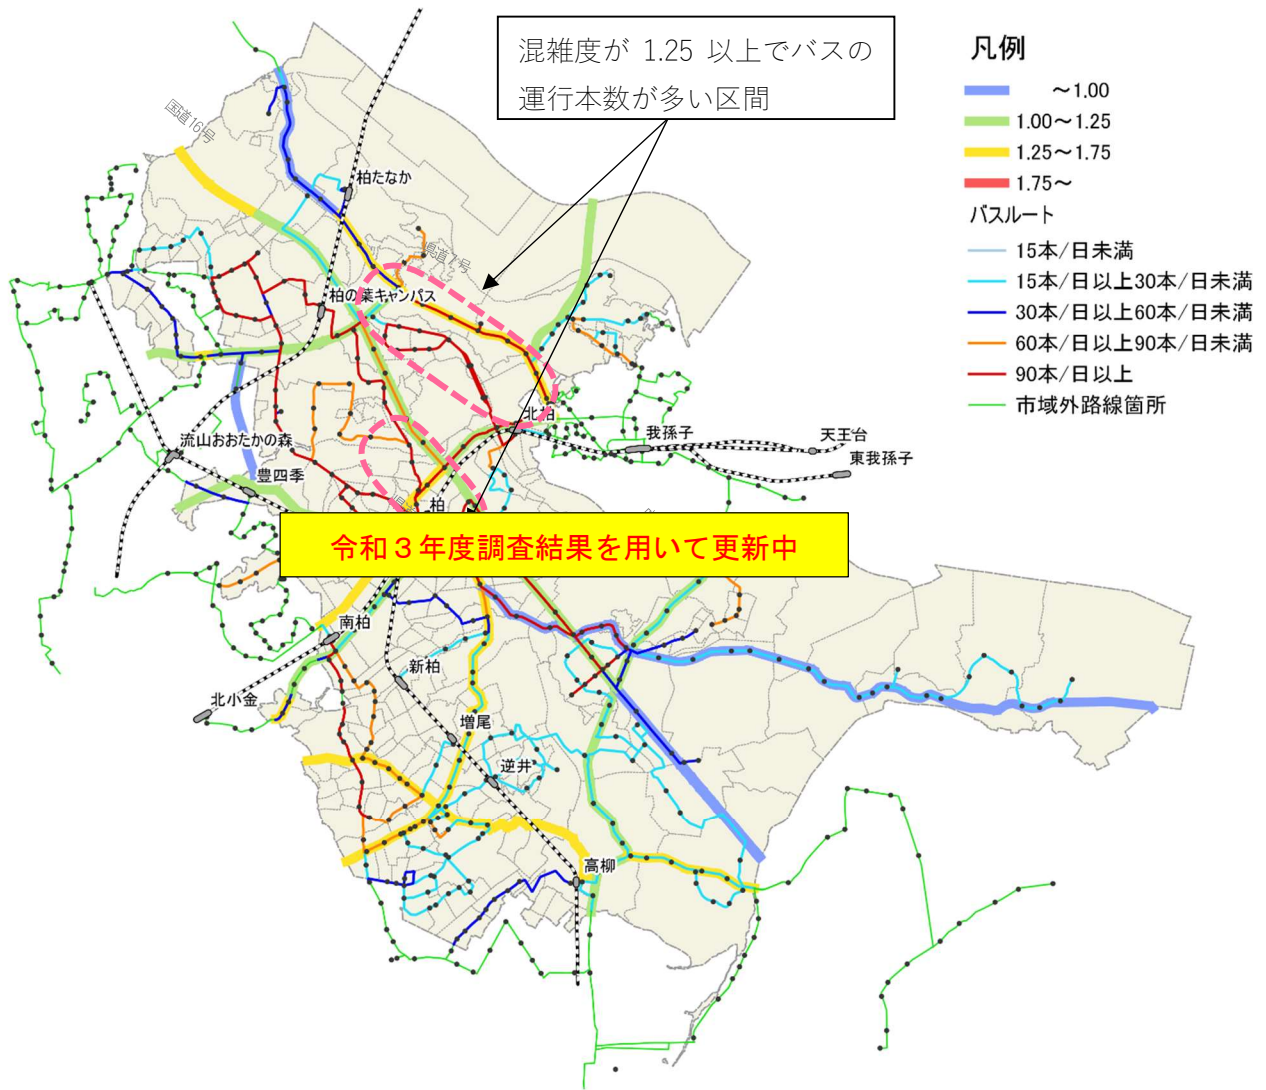 混雑度が 1.25 以上でバスの
運行本数が多い区間
凡例
～1.00
1.00～1.25
1.25～1.75
1.75～
バスルート
15本/日未満
15本/日以上30本/日未満
30本/日以上60本/日未満
60本/日以上90本/日未満
90本/日以上
市域外路線箇所
国道16号
柏たなか
県道7号
柏の葉キャンパス
北柏
我孫子
天王台
東我孫子
流山おおたかの森
豊四季
柏
令和３年度調査結果を用いて更新中
南柏
新柏
北小金
増尾
逆井
高柳